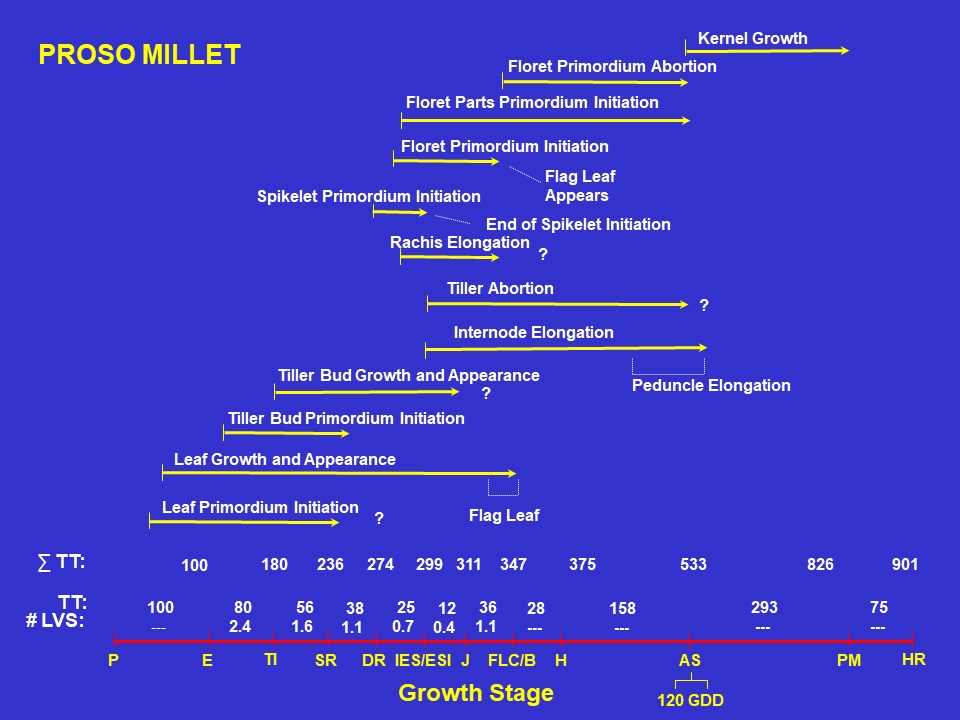 PROSO MILLET
Kernel Growth
Floret Primordium Abortion
Floret Parts Primordium Initiation
Floret Primordium Initiation
Flag Leaf
Appears
Spikelet Primordium Initiation
End of Spikelet Initiation
Rachis Elongation
?
Tiller Abortion
?
Internode Elongation
Peduncle Elongation
Tiller Bud Growth and Appearance
?
Tiller Bud Primordium Initiation
Leaf Growth and Appearance
Flag Leaf
Leaf Primordium Initiation
?
∑ TT: 100 180 236 274 299 311 347 375 533 826 901
TT: 100 80 56 38 25 12 36 28 158 293 75
# LVS: --- 2.4 1.6 1.1 0.7 0.4 1.1 --- --- --- ---
P E TI SR DR IES/ESI J FLC/B H AS PM HR
Growth Stage
120 GDD